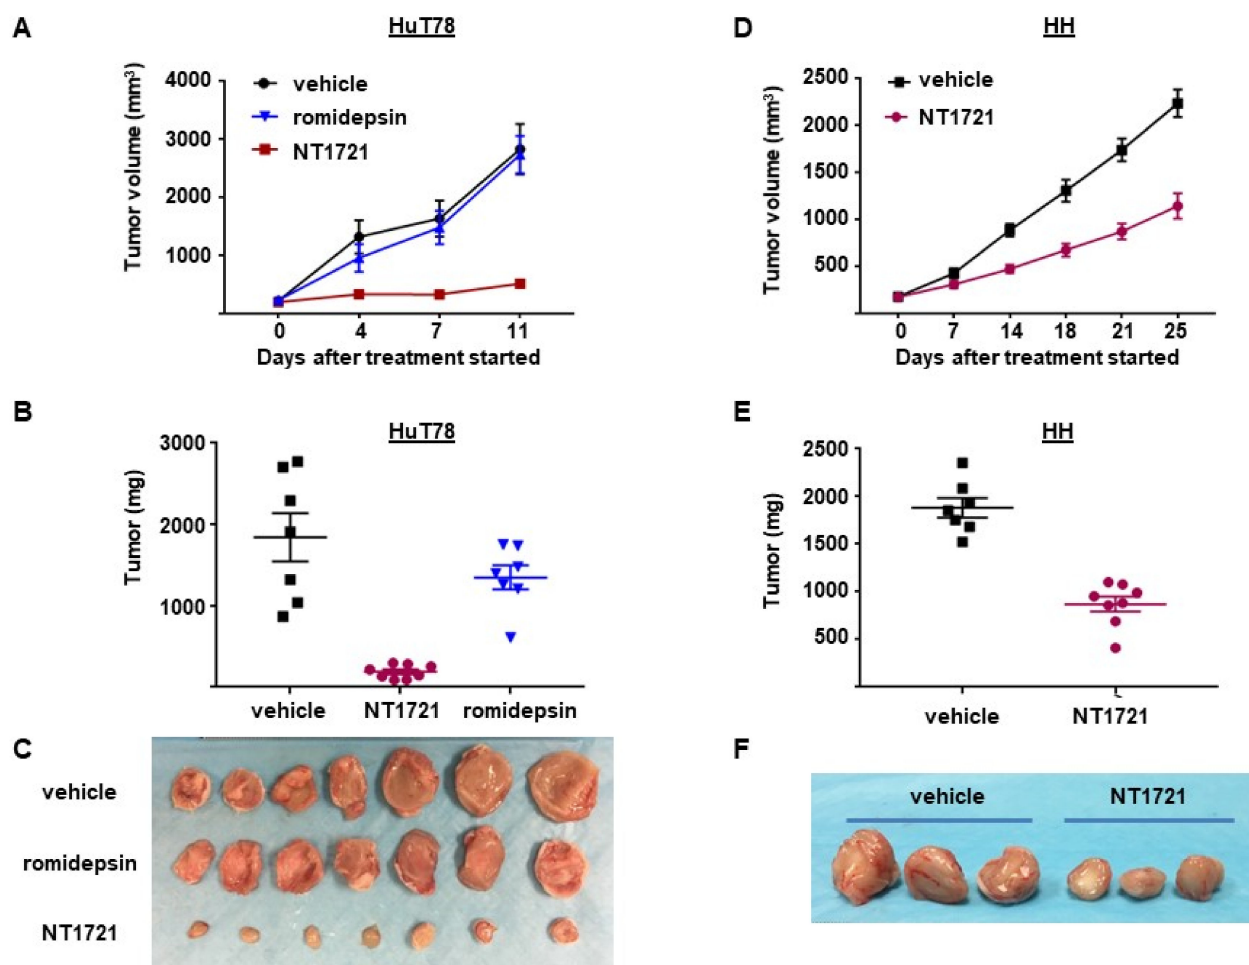 A
HuT78
Tumor volume (mm³)
4000
3000
2000
1000
vehicle
romidepsin
NT1721
0 4 7 11
Days after treatment started
D
HH
Tumor volume (mm³)
2500
2000
1500
1000
500
vehicle
NT1721
0 7 14 18 21 25
Days after treatment started
B
HuT78
Tumor (mg)
3000
2000
1000
vehicle NT1721 romidepsin
E
HH
Tumor (mg)
2500
2000
1500
1000
500
vehicle NT1721
C
vehicle
romidepsin
NT1721
F
vehicle NT1721